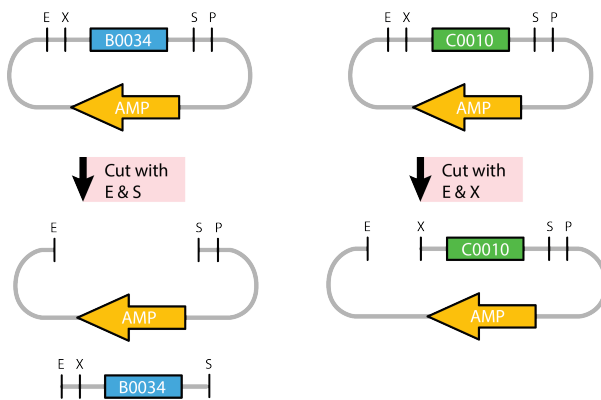 E X S P
B0034
AMP
E X S P
C0010
AMP
Cut with
E & S
Cut with
E & X
E S P
AMP
E X S
B0034
E X S P
C0010
AMP